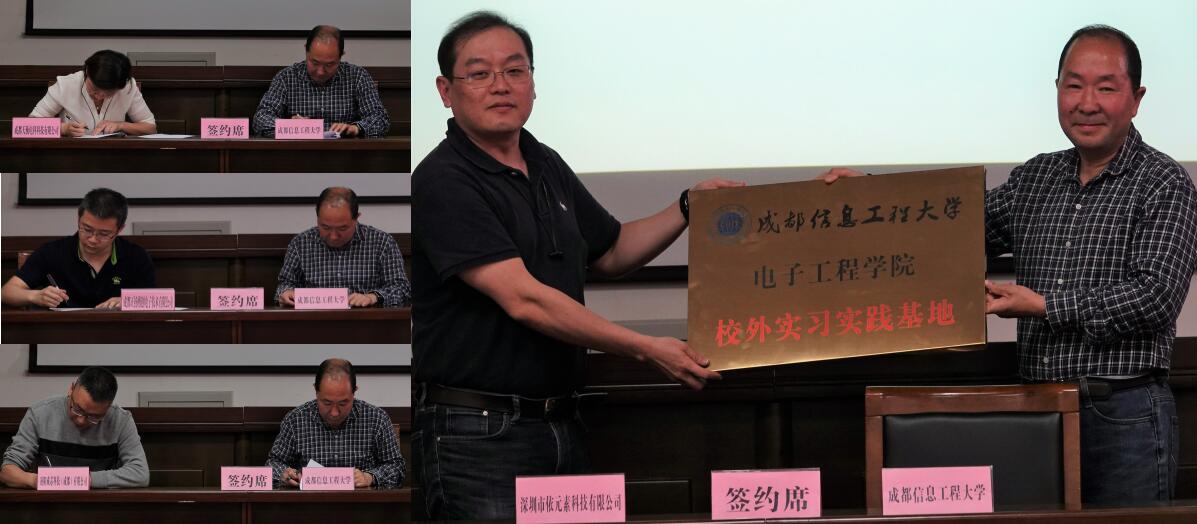 签约席
成都信息工程大学
签约席
成都信息工程大学
签约席
成都信息工程大学
成都信息工程大学
电子工程学院
校外实习实践基地
深圳市依元素科技有限公司
签约席
成都信息工程大学